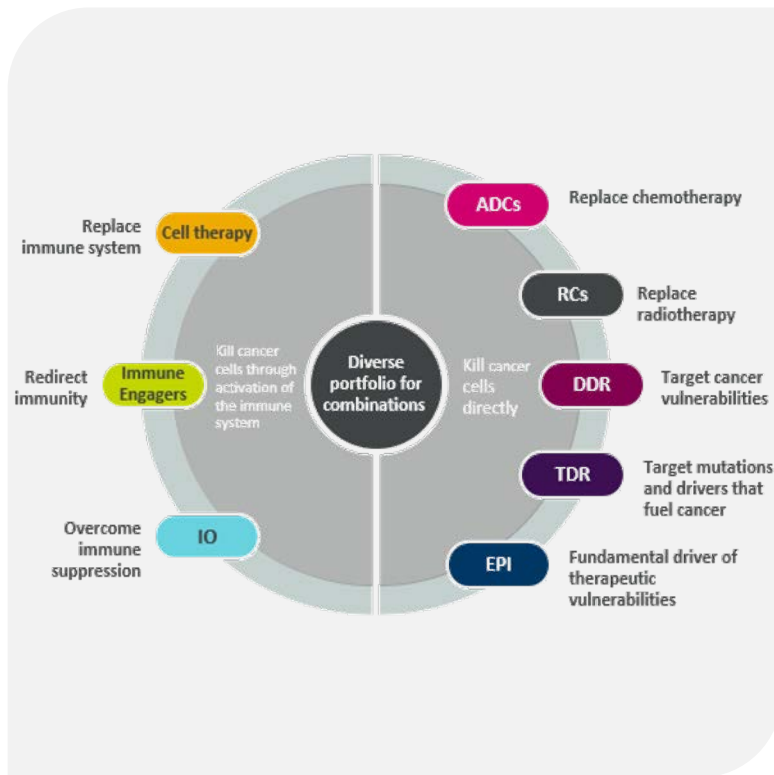 Replace
immune system
Cell therapy
Redirect
immunity
Immune
Engagers
Overcome
immune
suppression
IO
Kill cancer
cells through
activation of
the immune
system
Diverse
portfolio for
combinations
Kill cancer
cells
directly
ADCs
Replace chemotherapy
RCs
Replace
radiotherapy
DDR
Target cancer
vulnerabilities
TDR
Target mutations
and drivers that
fuel cancer
EPI
Fundamental driver of
therapeutic
vulnerabilities